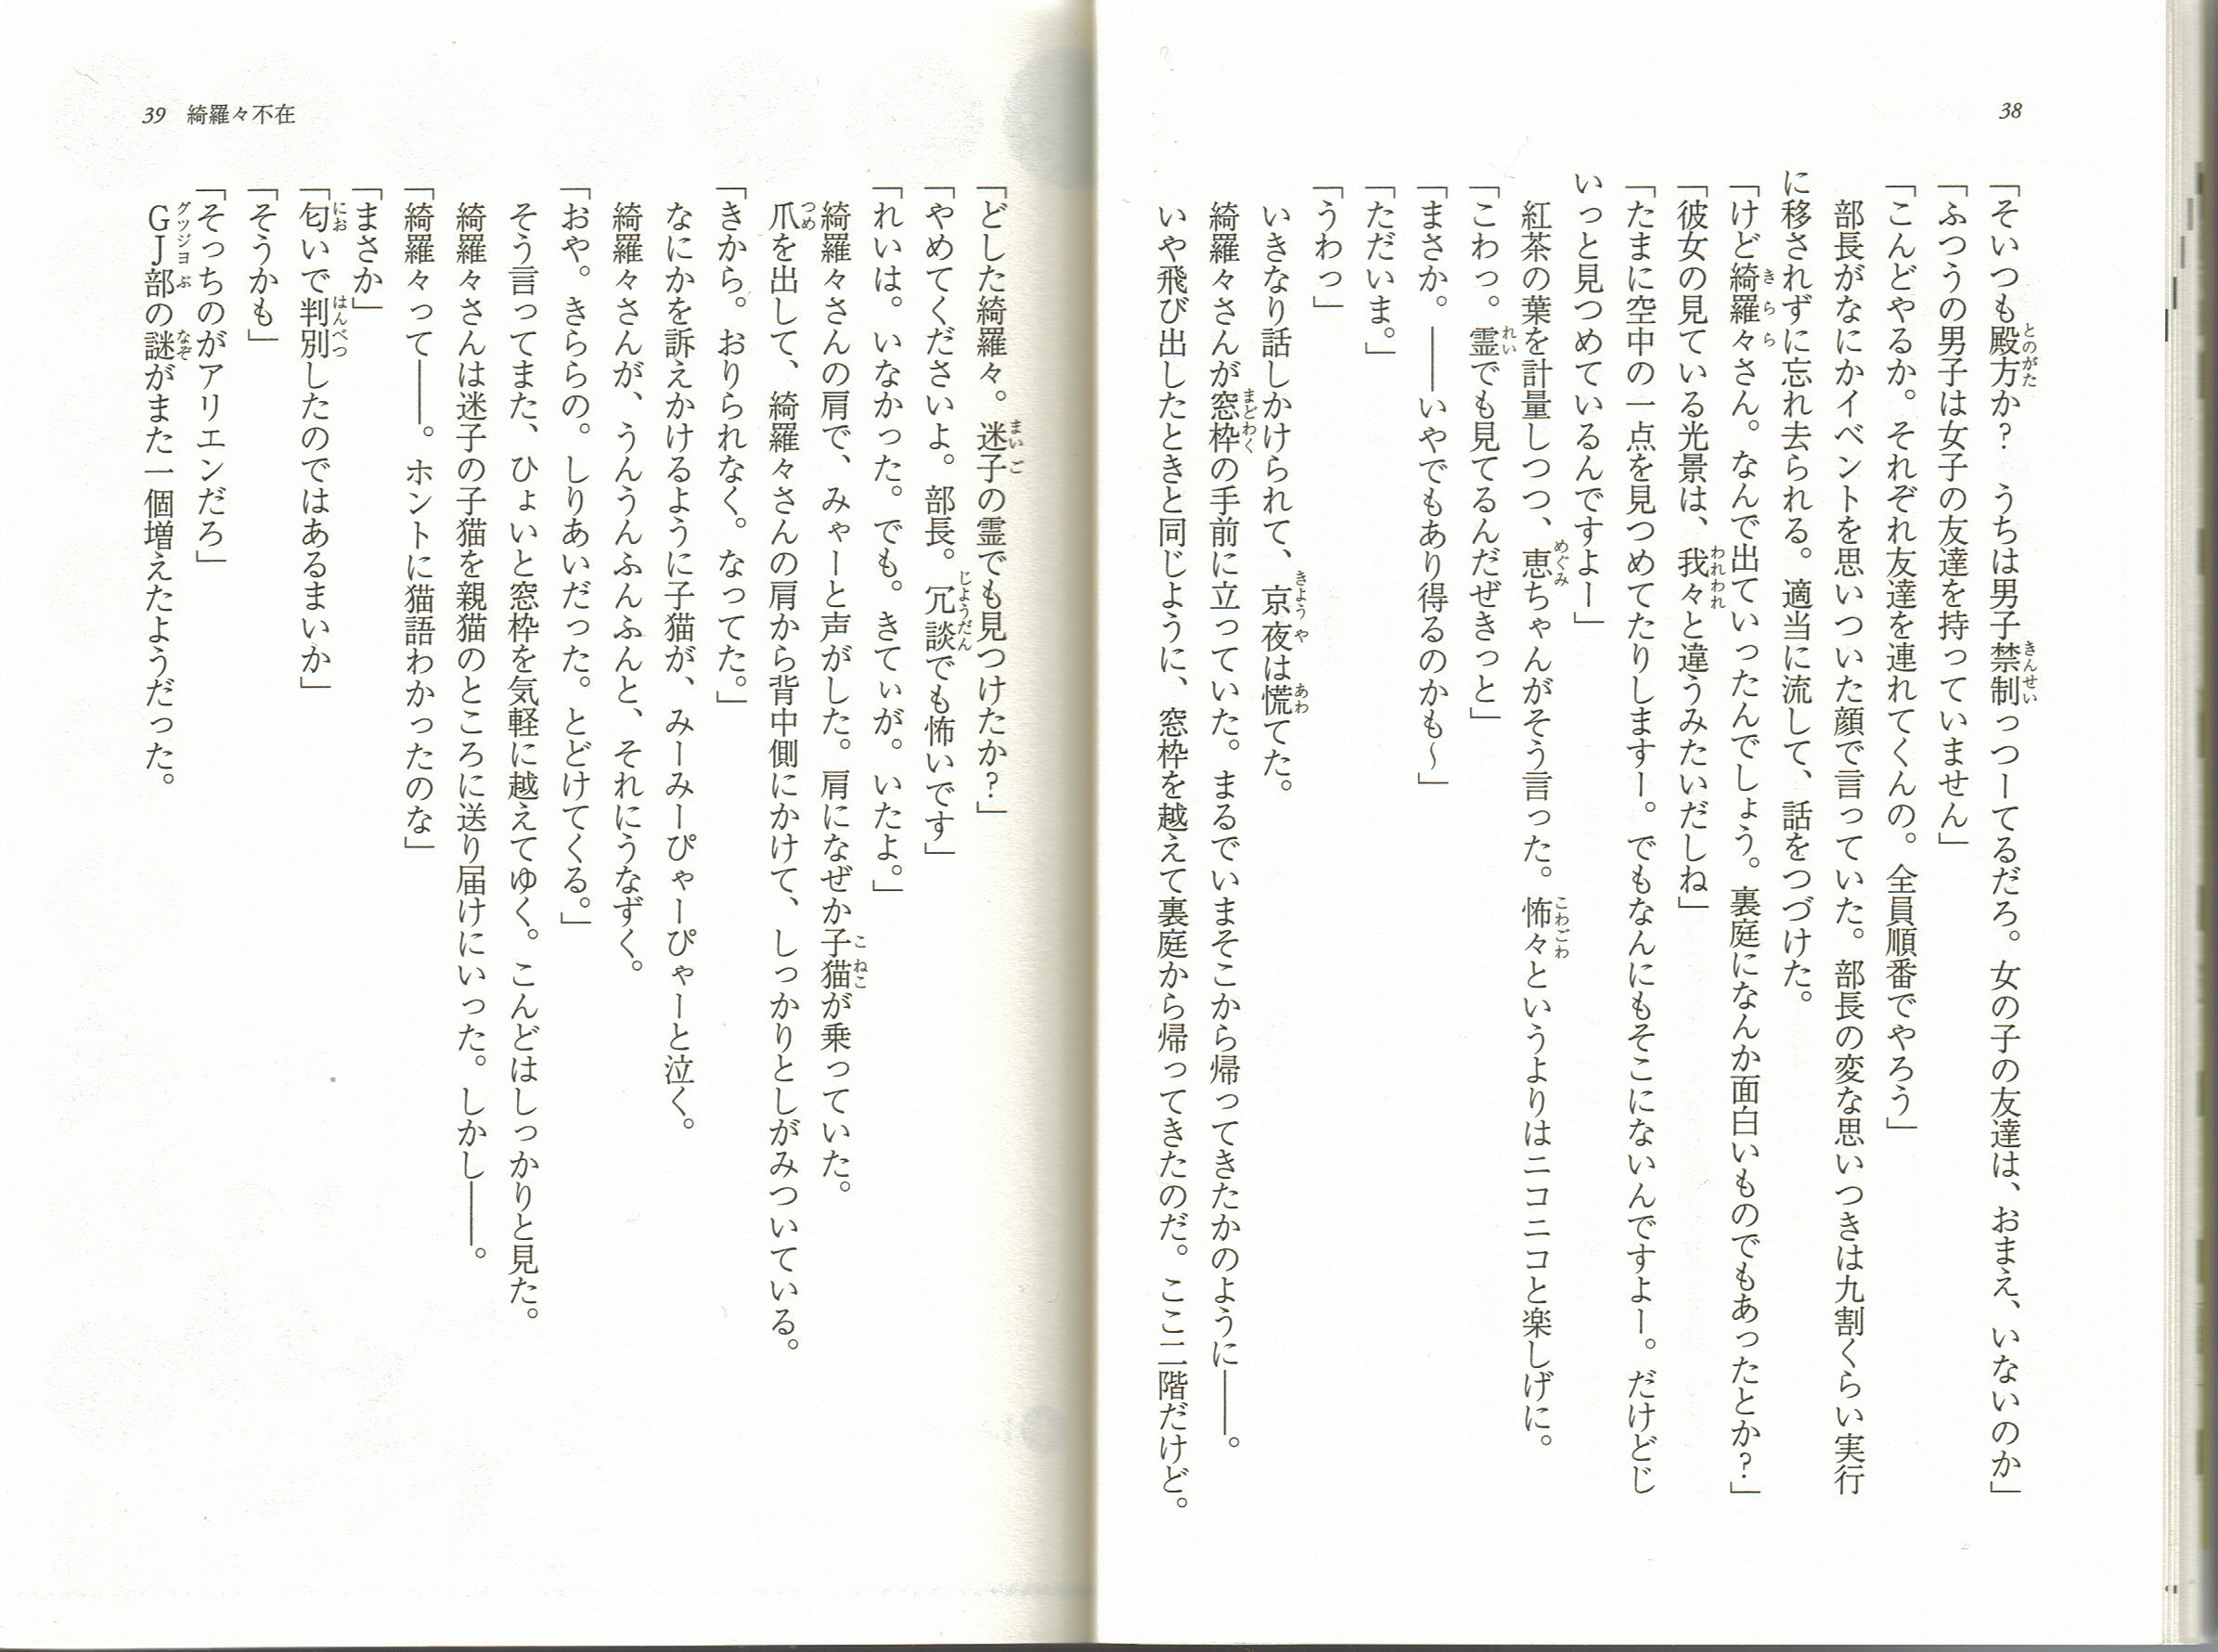 38
「そいつも殿方か？　うちは男子禁制っつーてるだろ。女の子の友達は、おまえ、いないのか」
「ふつうの男子は女子の友達を持っていません」
「こんどやるか。それぞれ友達を連れてくんの。全員順番でやろう」
部長がなにかイベントを思いついた顔で言っていた。部長の変な思いつきは九割くらい実行
に移されずに忘れ去られる。適当に流して、話をつづけた。
「けど綺羅々さん。なんで出ていったんでしょう。裏庭になんか面白いものでもあったとか？」
「彼女の見ている光景は、我々と違うみたいだしね」
「たまに空中の一点を見つめてたりしますー。でもなんにもそこにないんですよー。だけどじ
いっと見つめているんですよー」
紅茶の葉を計量しつつ、恵ちゃんがそう言った。怖々というよりはニコニコと楽しげに。
「こわっ。霊でも見てるんだぜきっと」
「まさか。――いやでもあり得るのかも～」
「ただいま。」
「うわっ」
いきなり話しかけられて、京夜は慌てた。
綺羅々さんが窓枠の手前に立っていた。まるでいまそこから帰ってきたかのように――。
いや飛び出したときと同じように、窓枠を越えて裏庭から帰ってきたのだ。ここ二階だけど。
39　綺羅々不在
「どした綺羅々。迷子の霊でも見つけたか？」
「やめてくださいよ。部長。冗談でも怖いです」
「れいは。いなかった。でも。きてぃが。いたよ。」
綺羅々さんの肩で、みゃーと声がした。肩になぜか子猫が乗っていた。
爪を出して、綺羅々さんの肩から背中側にかけて、しっかりとしがみついている。
「きから。おりられなく。なってた。」
なにかを訴えかけるように子猫が、みーみーぴゃーぴゃーと泣く。
綺羅々さんが、うんうんふんふんと、それにうなずく。
「おや。きららの。しりあいだった。とどけてくる。」
そう言ってまた、ひょいと窓枠を気軽に越えてゆく。こんどはしっかりと見た。
綺羅々さんは迷子の子猫を親猫のところに送り届けにいった。しかし――。
「綺羅々って――。ホントに猫語わかったのな」
「まさか」
「匂いで判別したのではあるまいか」
「そうかも」
「そっちのがアリエンだろ」
ＧＪ部の謎がまた一個増えたようだった。